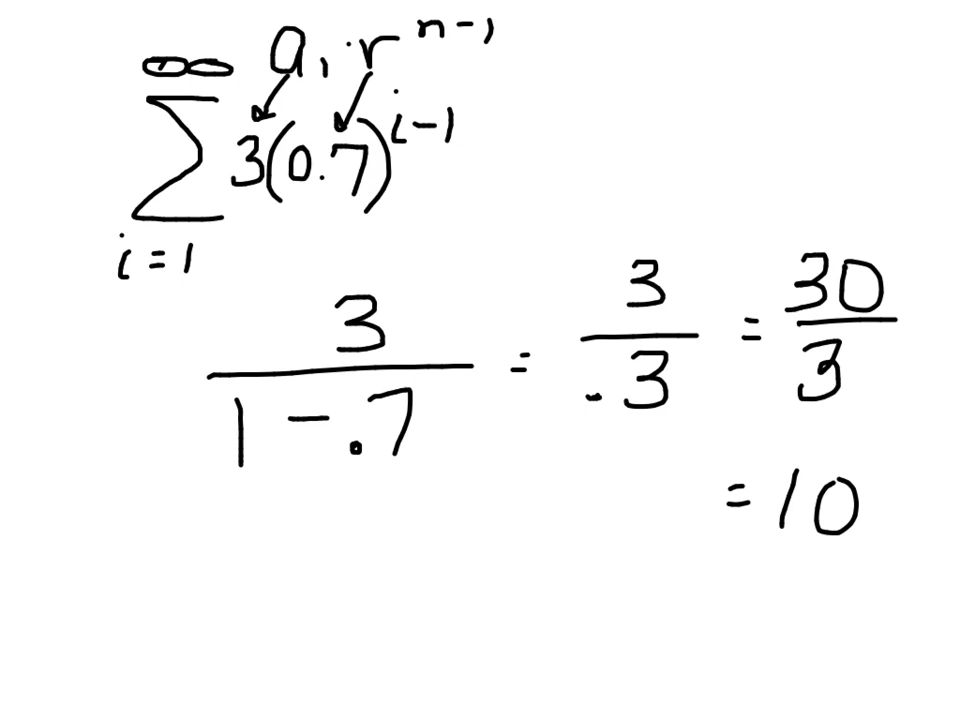 a₁ · r^(n-1)
∞
∑ 3(0.7)^(i-1)
i = 1
3/(1 - .7) = 3/.3 = 30/3
= 10